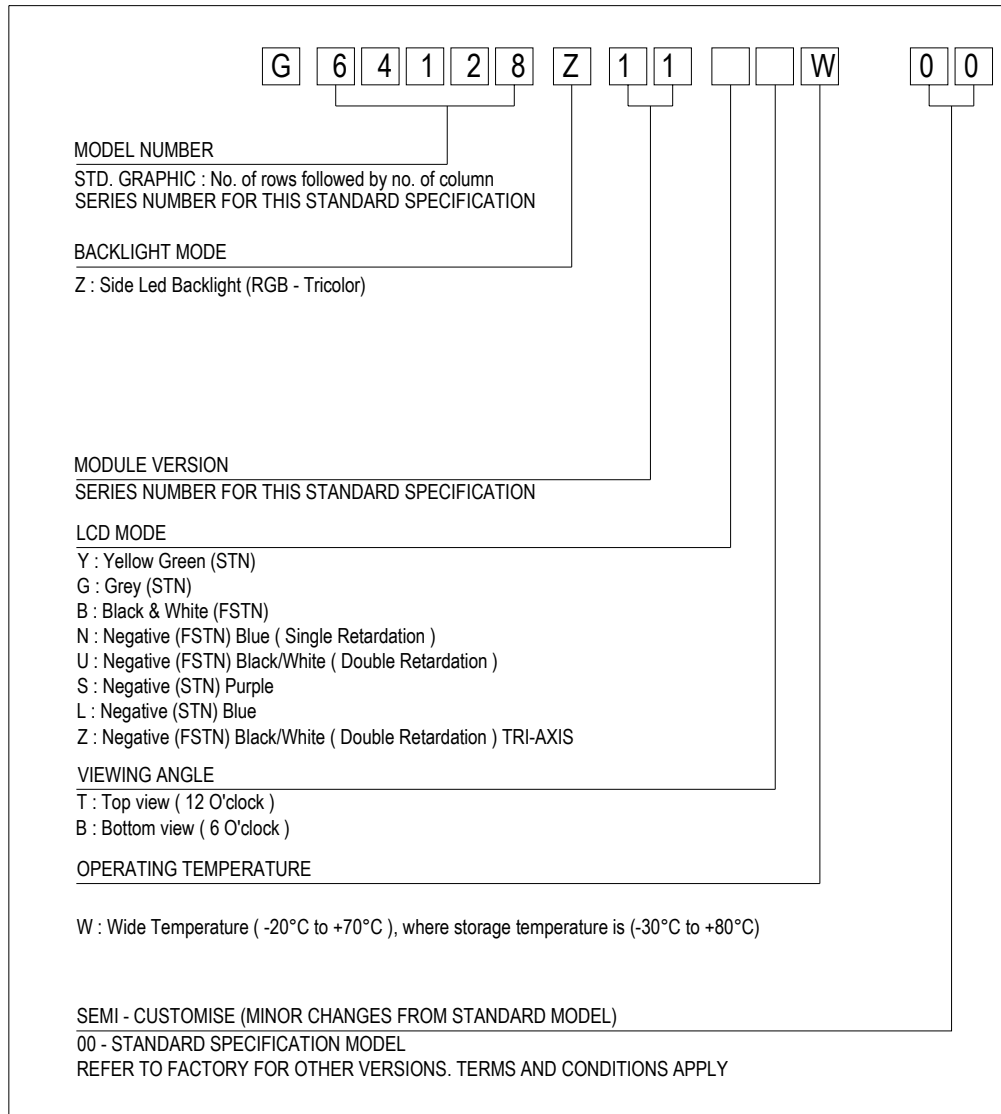 G 6 4 1 2 8 Z 1 1 W 0 0
MODEL NUMBER
STD. GRAPHIC : No. of rows followed by no. of column
SERIES NUMBER FOR THIS STANDARD SPECIFICATION
BACKLIGHT MODE
Z : Side Led Backlight (RGB - Tricolor)
MODULE VERSION
SERIES NUMBER FOR THIS STANDARD SPECIFICATION
LCD MODE
Y : Yellow Green (STN)
G : Grey (STN)
B : Black & White (FSTN)
N : Negative (FSTN) Blue ( Single Retardation )
U : Negative (FSTN) Black/White ( Double Retardation )
S : Negative (STN) Purple
L : Negative (STN) Blue
Z : Negative (FSTN) Black/White ( Double Retardation ) TRI-AXIS
VIEWING ANGLE
T : Top view ( 12 O'clock )
B : Bottom view ( 6 O'clock )
OPERATING TEMPERATURE
W : Wide Temperature ( -20°C to +70°C ), where storage temperature is (-30°C to +80°C)
SEMI - CUSTOMISE (MINOR CHANGES FROM STANDARD MODEL)
00 - STANDARD SPECIFICATION MODEL
REFER TO FACTORY FOR OTHER VERSIONS. TERMS AND CONDITIONS APPLY